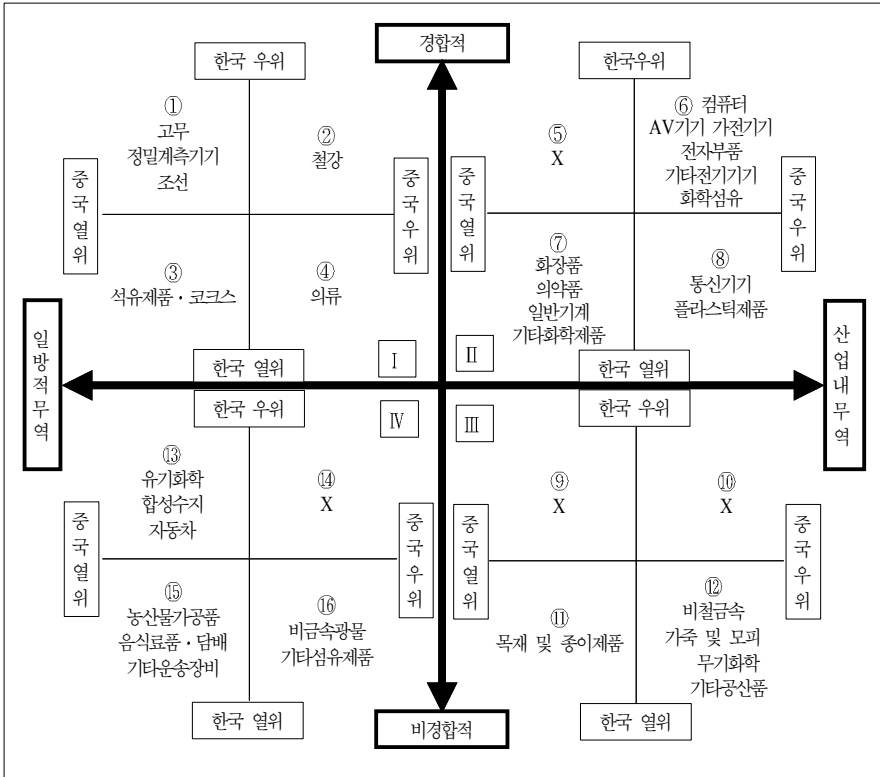 경합적
한국 우위
한국우위
①
고무
정밀계측기기
조선
②
철강
⑤
X
⑥ 컴퓨터
AV기기 가전기기
전자부품
기타전기기기
화학섬유
중국열위
중국우위
중국열위
중국우위
③
석유제품·코크스
④
의류
⑦
화장품
의약품
일반기계
기타화학제품
⑧
통신기기
플라스틱제품
일방적무역
산업내무역
한국 열위
Ⅰ
Ⅱ
한국 열위
한국 우위
Ⅳ
Ⅲ
한국 우위
⑬
유기화학
합성수지
자동차
⑭
X
⑨
X
⑩
X
중국열위
중국우위
중국열위
중국우위
⑮
농산물가공품
음식료품·담배
기타운송장비
⑯
비금속광물
기타섬유제품
⑪
목재 및 종이제품
⑫
비철금속
가죽 및 모피
무기화학
기타공산품
한국 열위
비경합적
한국 열위